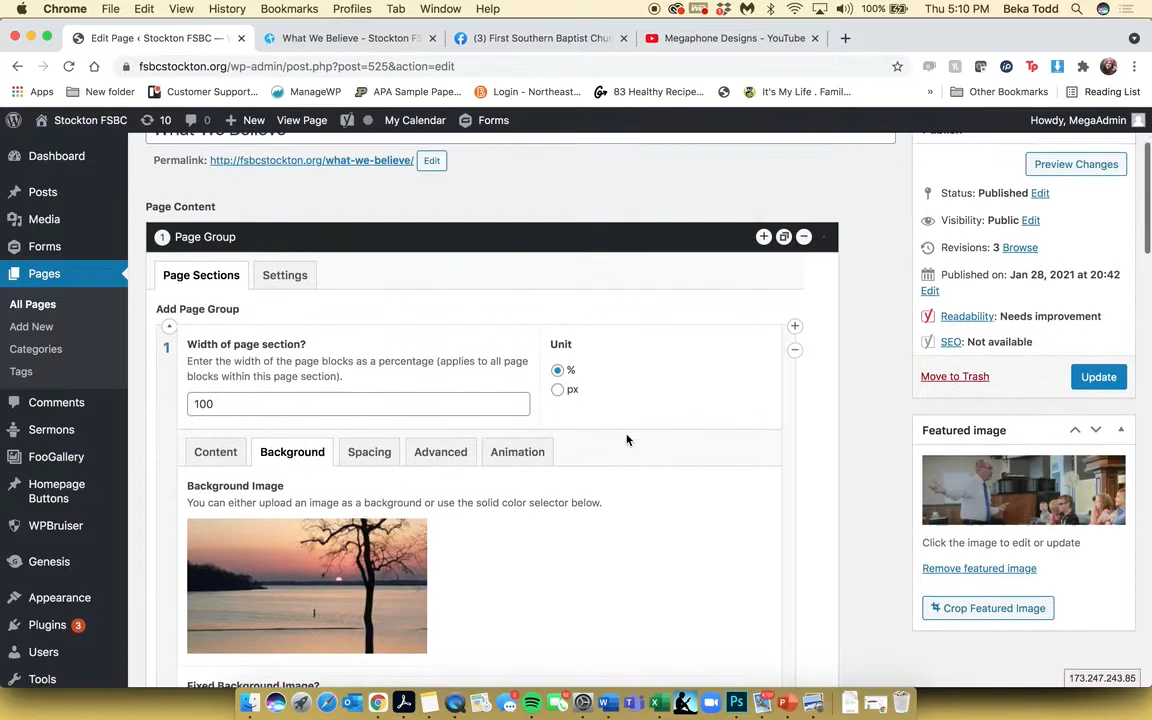 Chrome File Edit View History Bookmarks Profiles Tab Window Help 100% Thu 5:10 PM Beka Todd
Edit Page ‹ Stockton FSBC — What We Believe - Stockton FS (3) First Southern Baptist Chur Megaphone Designs - YouTube
fsbcstockton.org/wp-admin/post.php?post=525&action=edit
Apps New folder Customer Support... ManageWP APA Sample Pape... Login - Northeast... 83 Healthy Recipe... It's My Life . Famil... » Other Bookmarks Reading List
Stockton FSBC 10 0 New View Page My Calendar Forms Howdy, MegaAdmin
What We Believe
Publish
Dashboard
Posts
Media
Forms
Pages
All Pages
Add New
Categories
Tags
Comments
Sermons
FooGallery
Homepage
Buttons
WPBruiser
Genesis
Appearance
Plugins 3
Users
Tools
Permalink: http://fsbcstockton.org/what-we-believe/ Edit
Page Content
1 Page Group
Page Sections Settings
Add Page Group
1 Width of page section?
Enter the width of the page blocks as a percentage (applies to all page
blocks within this page section).
100
Unit
%
px
Content Background Spacing Advanced Animation
Background Image
You can either upload an image as a background or use the solid color selector below.
Fixed Background Image?
Preview Changes
Status: Published Edit
Visibility: Public Edit
Revisions: 3 Browse
Published on: Jan 28, 2021 at 20:42
Edit
Readability: Needs improvement
SEO: Not available
Move to Trash Update
Featured image
Click the image to edit or update
Remove featured image
Crop Featured Image
173.247.243.85